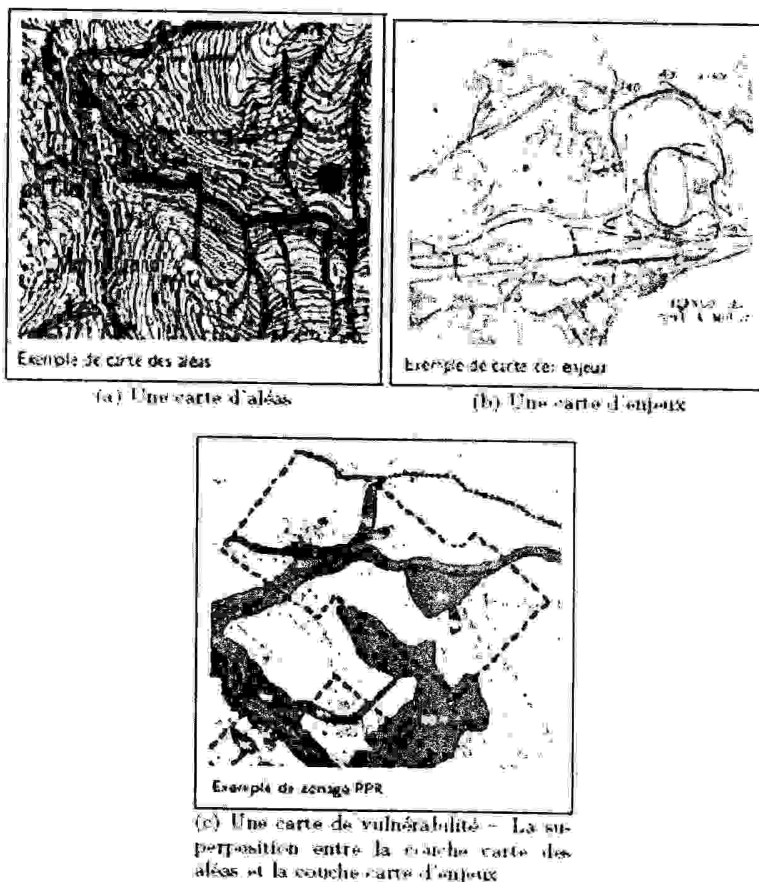 Exemple de carte des aléas
(a) Une carte d'aléas
Exemple de carte des enjeux
(b) Une carte d'enjeux
Exemple de zonage PPR
(c) Une carte de vulnérabilité – La su-
perposition entre la couche carte des
aléas et la couche carte d'enjeux